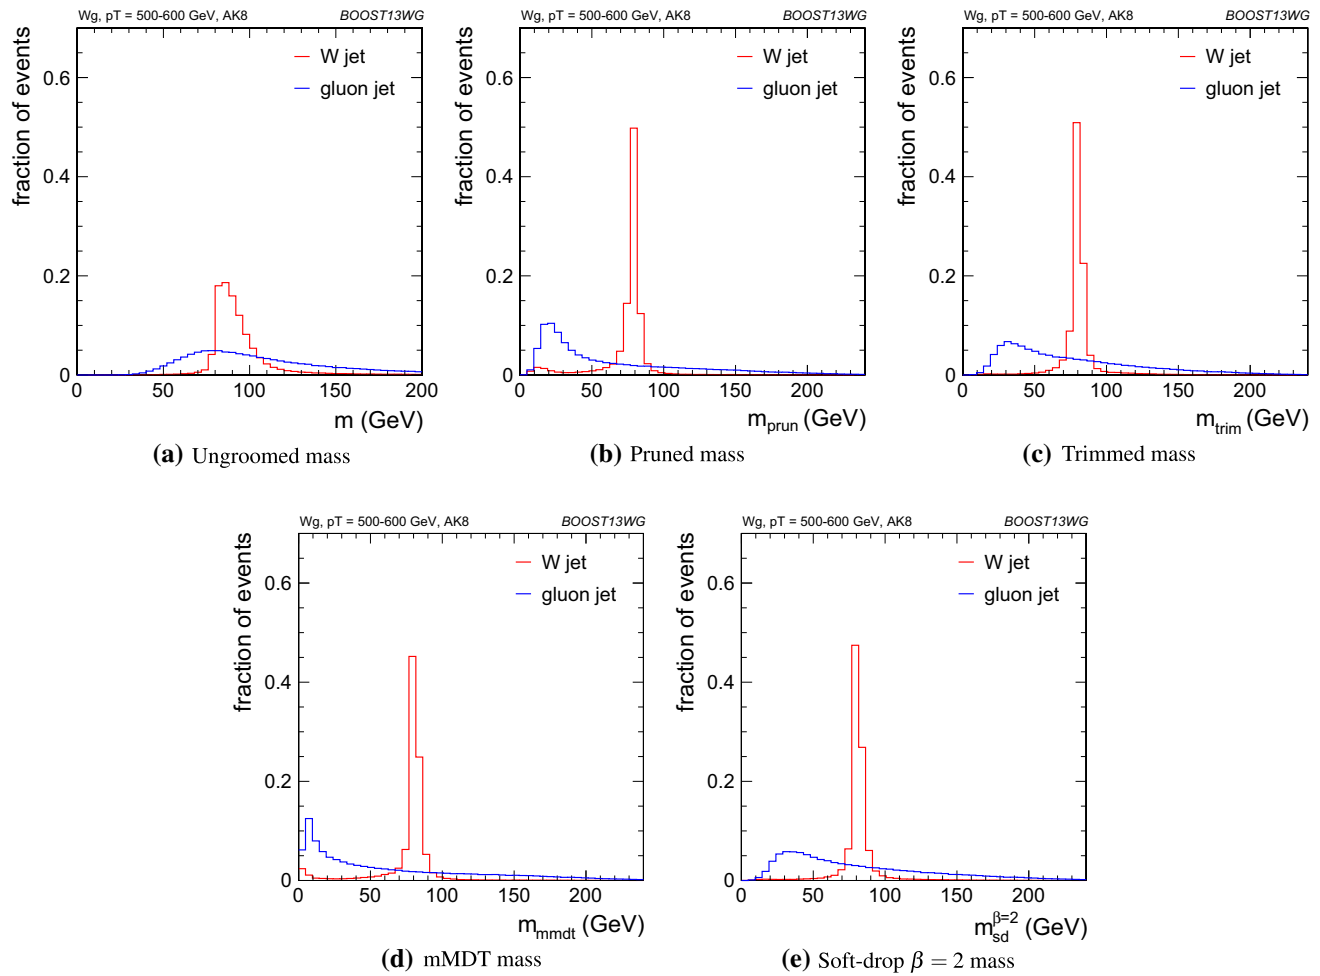 Wg, pT = 500-600 GeV, AK8 BOOST13WG
fraction of events
W jet
gluon jet
0.6
0.4
0.2
0
0 50 100 150 200
m (GeV)
(a) Ungroomed mass
Wg, pT = 500-600 GeV, AK8 BOOST13WG
fraction of events
W jet
gluon jet
0.6
0.4
0.2
0
0 50 100 150 200
m_prun (GeV)
(b) Pruned mass
Wg, pT = 500-600 GeV, AK8 BOOST13WG
fraction of events
W jet
gluon jet
0.6
0.4
0.2
0
0 50 100 150 200
m_trim (GeV)
(c) Trimmed mass
Wg, pT = 500-600 GeV, AK8 BOOST13WG
fraction of events
W jet
gluon jet
0.6
0.4
0.2
0
0 50 100 150 200
m_mmdt (GeV)
(d) mMDT mass
Wg, pT = 500-600 GeV, AK8 BOOST13WG
fraction of events
W jet
gluon jet
0.6
0.4
0.2
0
0 50 100 150 200
m_sd^β=2 (GeV)
(e) Soft-drop β = 2 mass